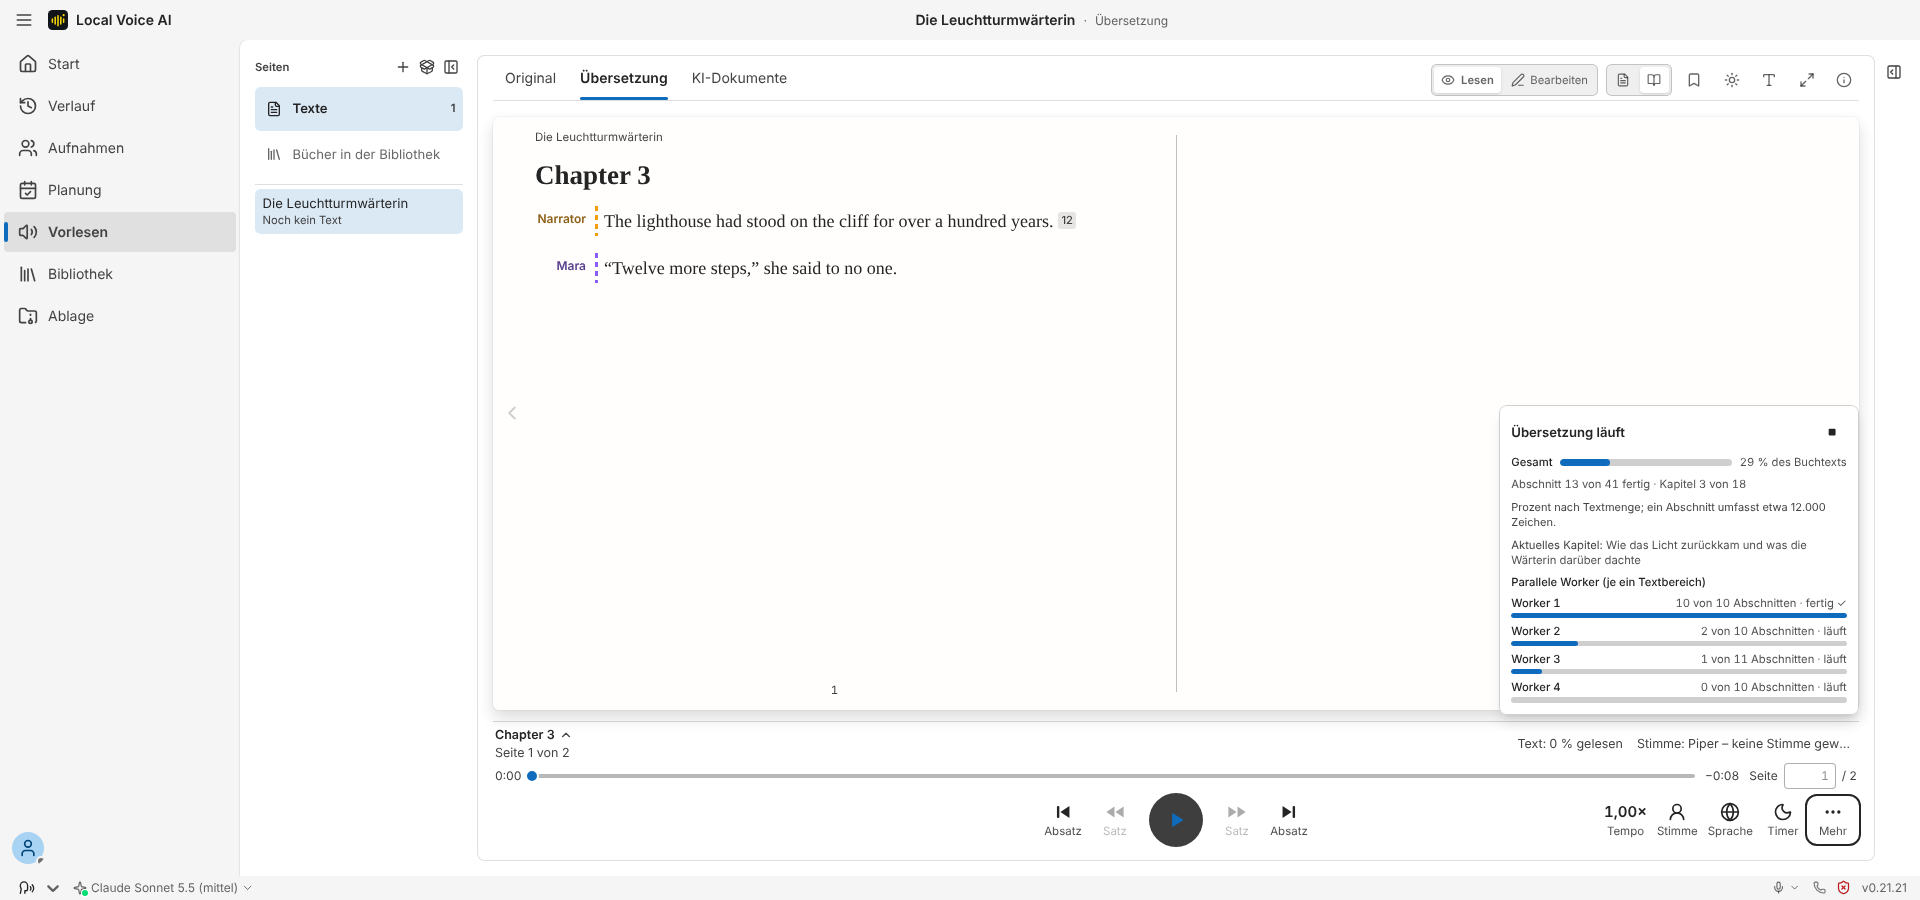 Local Voice AI
Die Leuchtturmwärterin · Übersetzung
Start
Verlauf
Aufnahmen
Planung
Vorlesen
Bibliothek
Ablage
Seiten
Texte 1
Bücher in der Bibliothek
Die Leuchtturmwärterin
Noch kein Text
Original Übersetzung KI-Dokumente
Lesen Bearbeiten
Die Leuchtturmwärterin
Chapter 3
Narrator The lighthouse had stood on the cliff for over a hundred years. 12
Mara “Twelve more steps,” she said to no one.
1
Übersetzung läuft
Gesamt 29 % des Buchtexts
Abschnitt 13 von 41 fertig · Kapitel 3 von 18
Prozent nach Textmenge; ein Abschnitt umfasst etwa 12.000
Zeichen.
Aktuelles Kapitel: Wie das Licht zurückkam und was die
Wärterin darüber dachte
Parallele Worker (je ein Textbereich)
Worker 1 10 von 10 Abschnitten · fertig ✓
Worker 2 2 von 10 Abschnitten · läuft
Worker 3 1 von 11 Abschnitten · läuft
Worker 4 0 von 10 Abschnitten · läuft
Chapter 3
Seite 1 von 2
Text: 0 % gelesen Stimme: Piper – keine Stimme gew...
0:00 −0:08 Seite 1 / 2
Absatz Satz Satz Absatz
1,00×
Tempo Stimme Sprache Timer Mehr
Claude Sonnet 5.5 (mittel)
v0.21.21